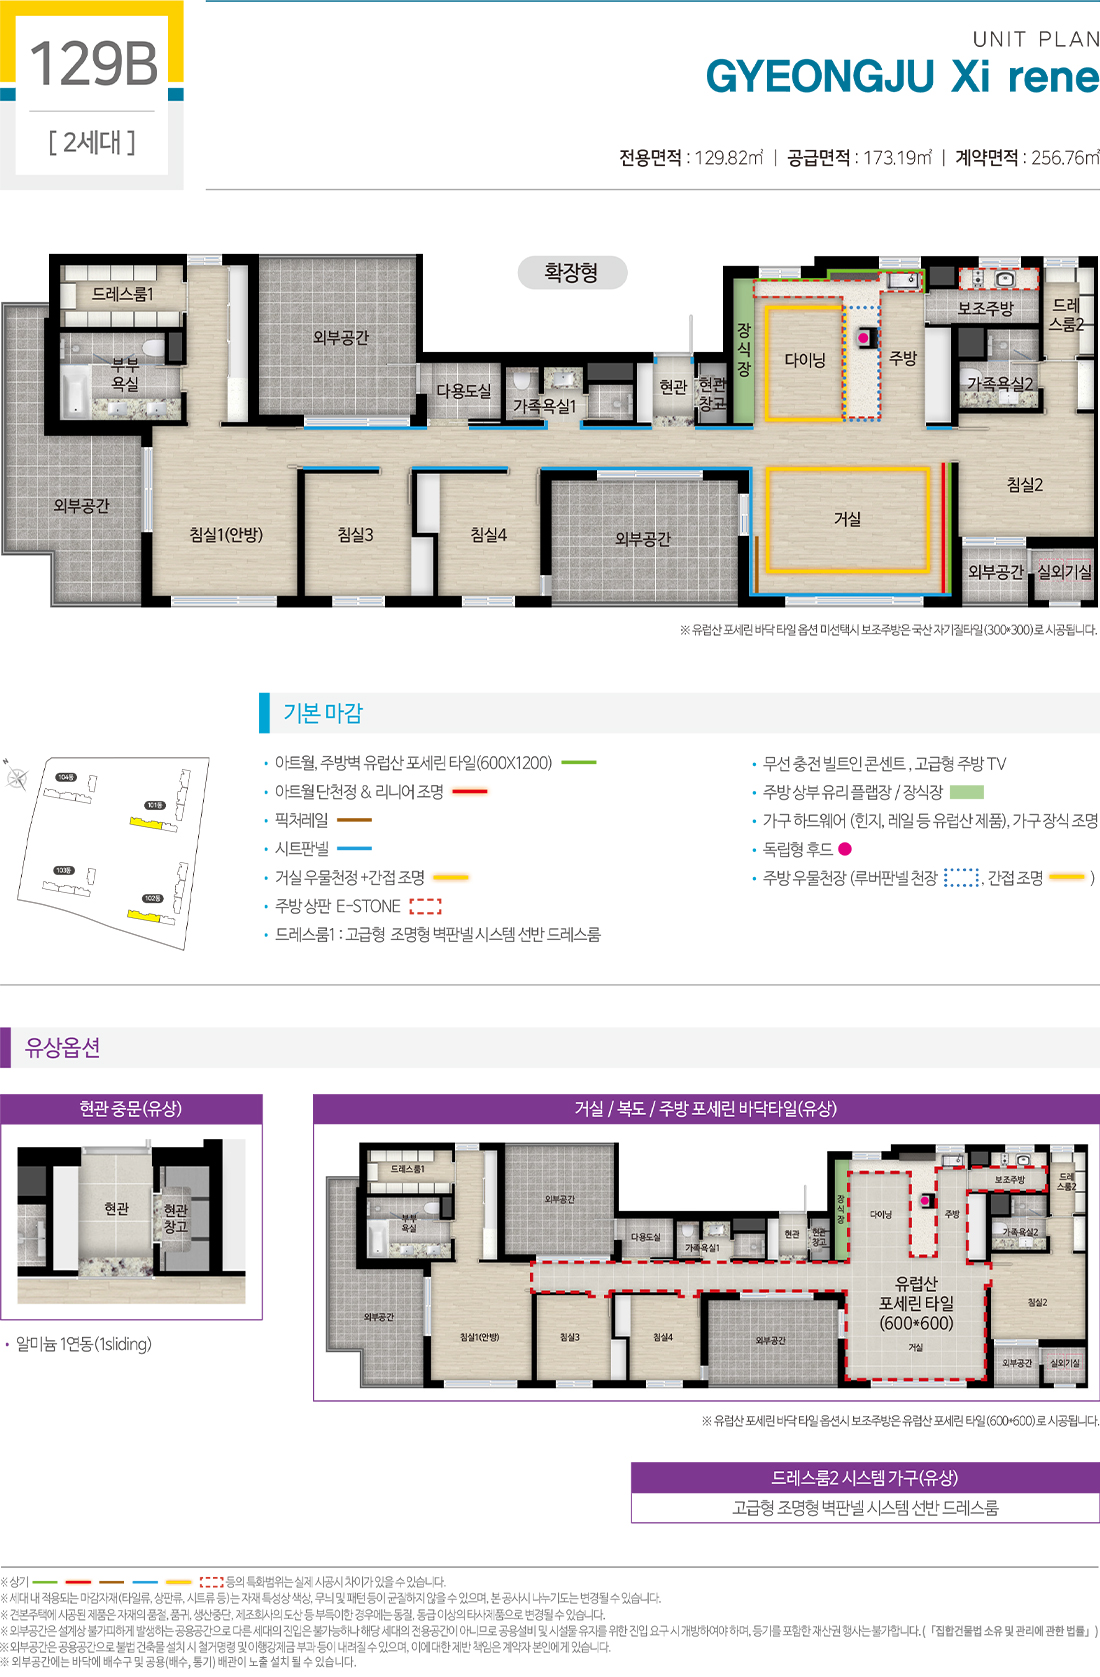 129B
[ 2세대 ]
UNIT PLAN
GYEONGJU Xi rene
전용면적 : 129.82㎡ | 공급면적 : 173.19㎡ | 계약면적 : 256.76㎡
확장형
드레스룸1
부부
욕실
외부공간
외부공간
다용도실
가족욕실1
현관
현관
창고
장
식
장
다이닝
주방
보조주방
드레
스룸2
가족욕실2
침실1(안방)
침실3
침실4
외부공간
거실
침실2
외부공간
실외기실
※ 유럽산 포세린 바닥 타일 옵션 미선택시 보조주방은 국산 자기질타일(300*300)로 시공됩니다.
N
104동
101동
103동
102동
기본 마감
• 아트월, 주방벽 유럽산 포세린 타일(600X1200)
• 아트월 단천정 & 리니어 조명
• 픽처레일
• 시트판넬
• 거실 우물천정 +간접 조명
• 주방 상판 E-STONE
• 드레스룸1 : 고급형 조명형 벽판넬 시스템 선반 드레스룸
• 무선 충전 빌트인 콘센트 , 고급형 주방 TV
• 주방 상부 유리 플랩장 / 장식장
• 가구 하드웨어 (힌지, 레일 등 유럽산 제품), 가구 장식 조명
• 독립형 후드
• 주방 우물천장 (루버판넬 천장 , 간접 조명 )
유상옵션
현관 중문(유상)
현관
현관
창고
• 알미늄 1연동(1sliding)
거실 / 복도 / 주방 포세린 바닥타일(유상)
드레스룸1
부부
욕실
외부공간
외부공간
다용도실
가족욕실1
현관
현관
창고
장
식
장
다이닝
주방
보조주방
드레
스룸2
가족욕실2
유럽산
포세린 타일
(600*600)
거실
침실1(안방)
침실3
침실4
외부공간
침실2
외부공간
실외기실
※ 유럽산 포세린 바닥 타일 옵션시 보조주방은 유럽산 포세린 타일(600*600)로 시공됩니다.
드레스룸2 시스템 가구(유상)
고급형 조명형 벽판넬 시스템 선반 드레스룸
※ 상기 등의 특화범위는 실제 시공시 차이가 있을 수 있습니다.
※ 세대 내 적용되는 마감자재(타일류, 상판류, 시트류 등)는 자재 특성상 색상, 무늬 및 패턴 등이 균질하지 않을 수 있으며, 본 공사시 나누기도는 변경될 수 있습니다.
※ 견본주택에 시공된 제품은 자재의 품절, 품귀, 생산중단, 제조회사의 도산 등 부득이한 경우에는 동질, 동급 이상의 타사제품으로 변경될 수 있습니다.
※ 외부공간은 설계상 불가피하게 발생하는 공용공간으로 다른 세대의 진입은 불가능하나 해당 세대의 전용공간이 아니므로 공용설비 및 시설물 유지를 위한 진입 요구 시 개방하여야 하며, 등기를 포함한 재산권 행사는 불가합니다. (「집합건물법 소유 및 관리에 관한 법률」)
※ 외부공간은 공용공간으로 불법 건축물 설치 시 철거명령 및 이행강제금 부과 등이 내려질 수 있으며, 이에 대한 제반 책임은 계약자 본인에게 있습니다.
※ 외부공간에는 바닥에 배수구 및 공용(배수, 통기) 배관이 노출 설치 될 수 있습니다.